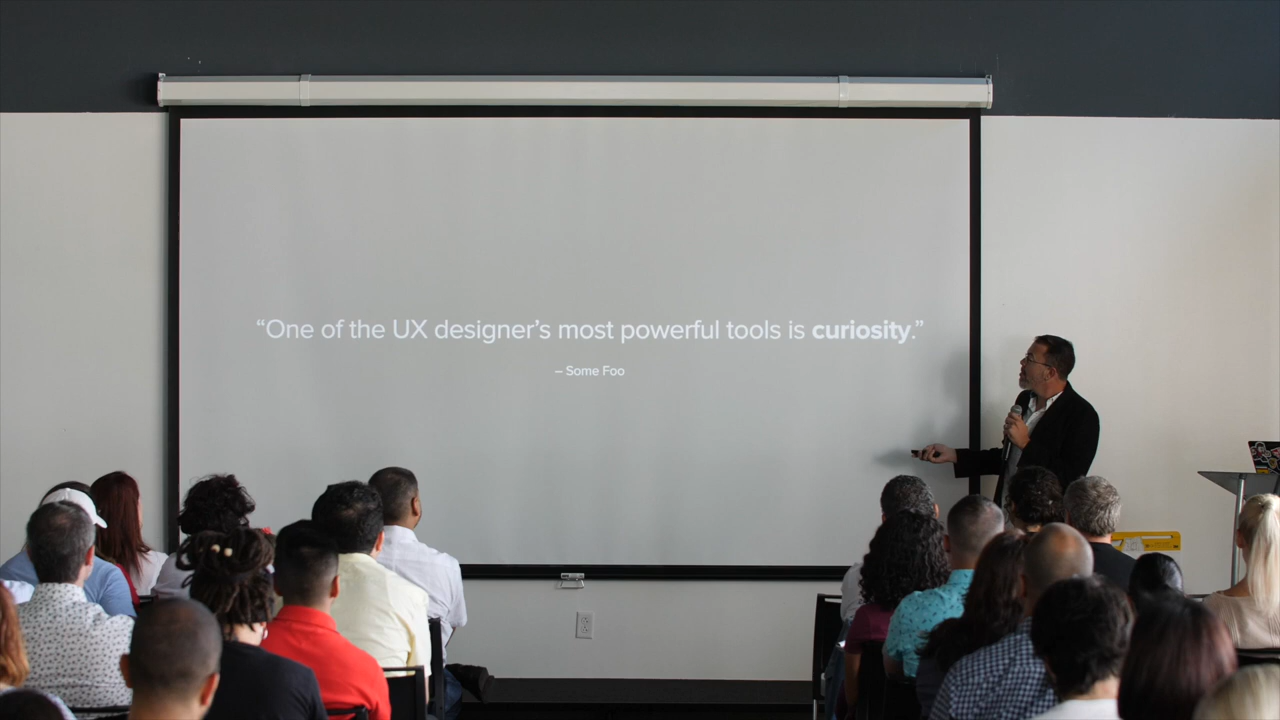 “One of the UX designer’s most powerful tools is curiosity.”
– Some Foo